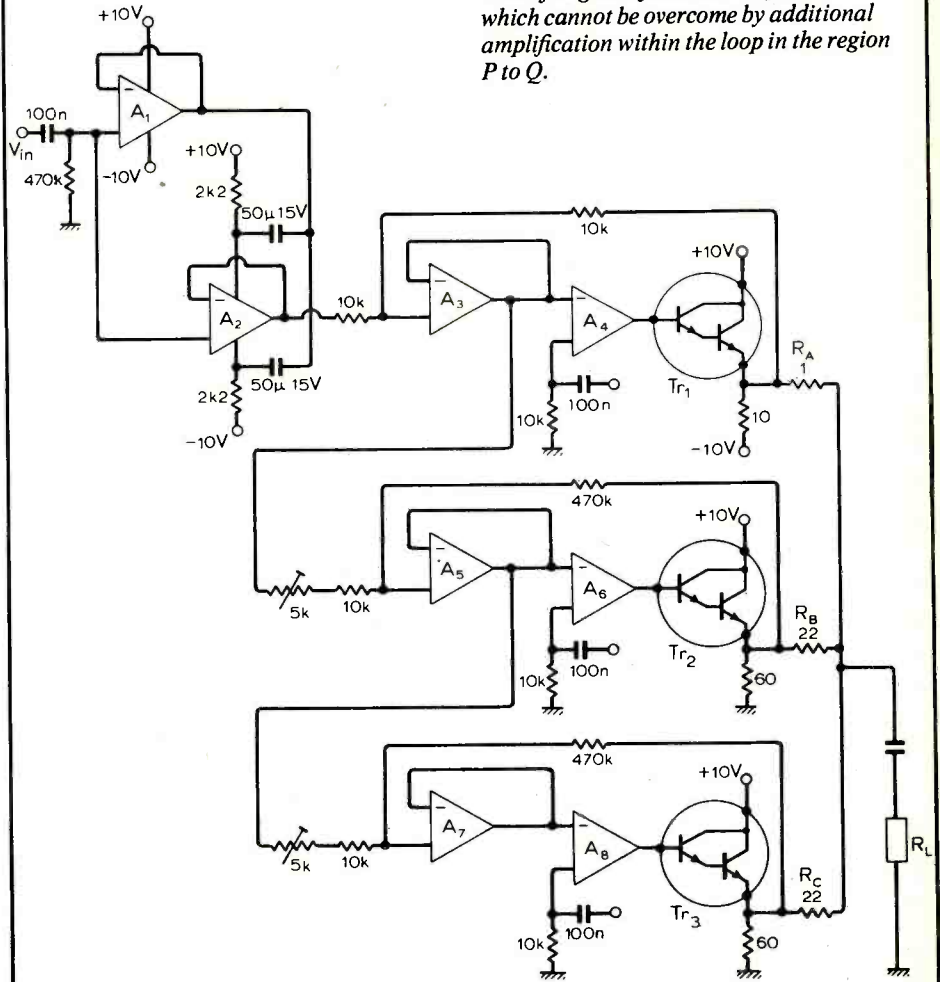 which cannot be overcome by additional
amplification within the loop in the region
P to Q.
+10V
100n
A1
Vin
470k
-10V
+10V
2k2
50μ 15V
10k
+10V
10k
A3
A4
A2
RA
1
50μ 15V
Tr1
2k2
100n
10k
10
-10V
-10V
470k
+10V
A5
A6
5k
10k
RB
22
100n
Tr2
10k
60
470k
+10V
A7
A8
RL
5k
10k
RC
22
100n
Tr3
10k
60